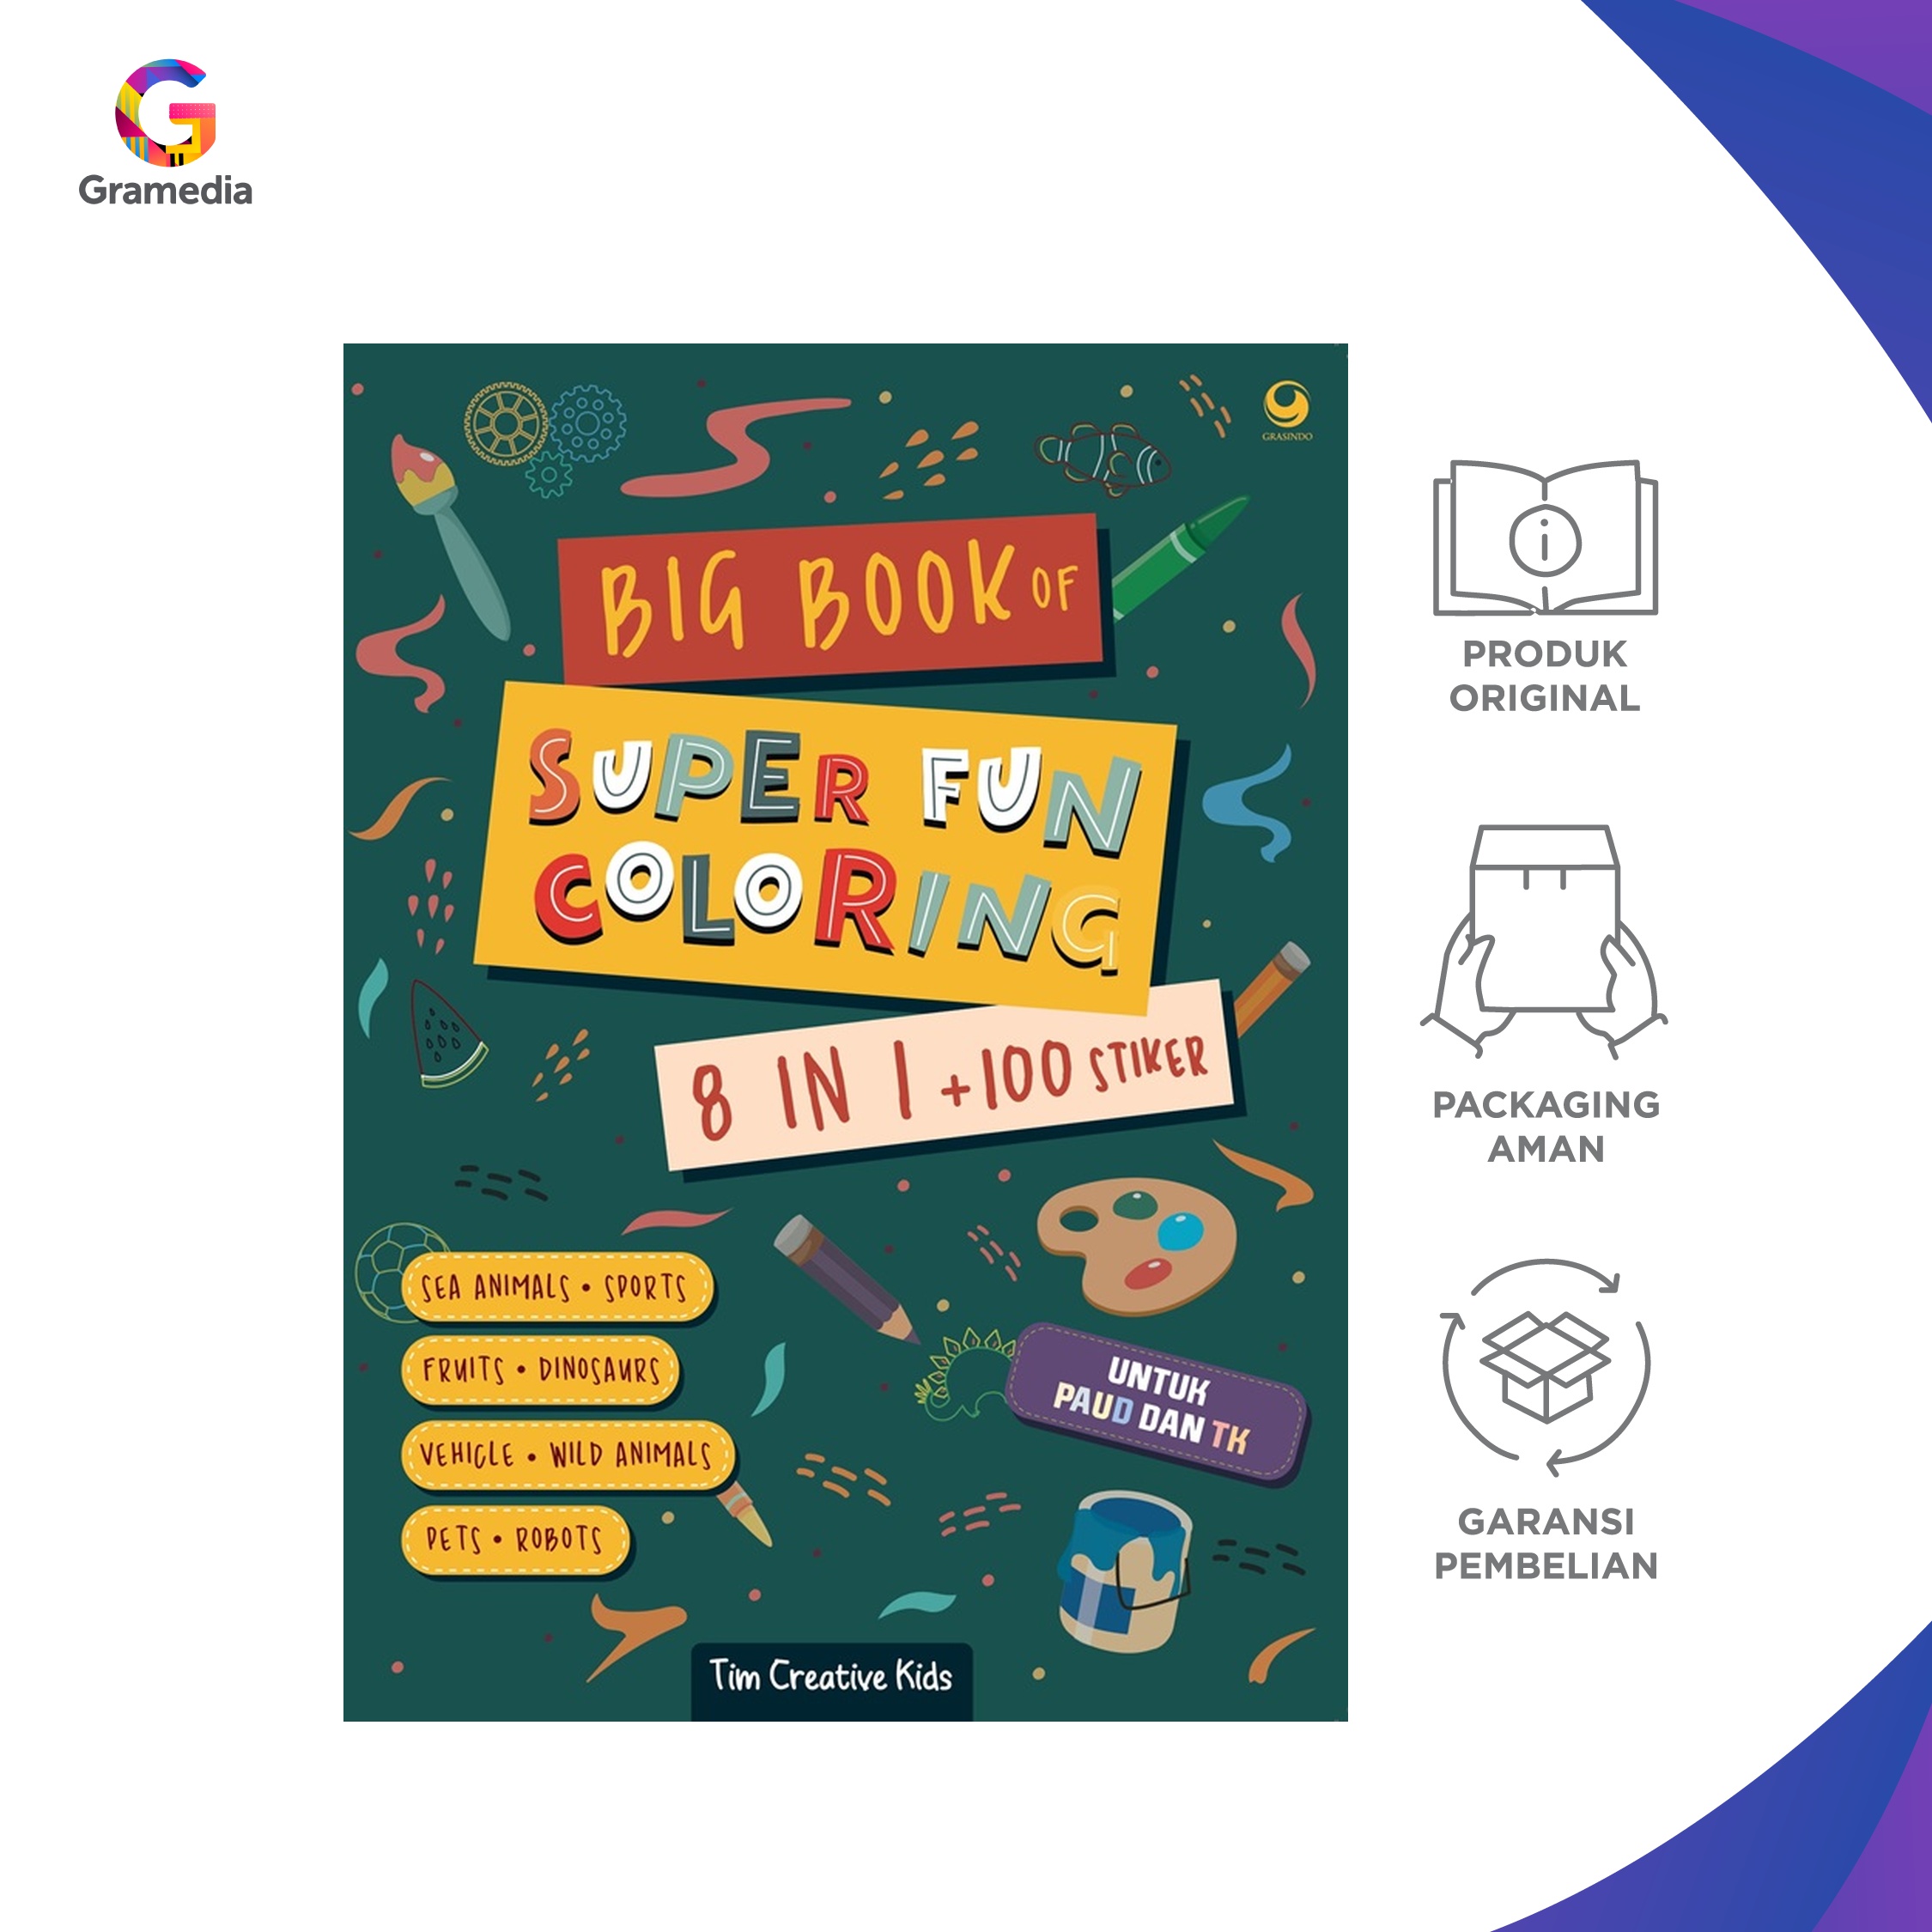 Gramedia
GRASINDO
BIG BOOK OF
SUPER FUN
COLORING
8 IN 1 +100 STIKER
SEA ANIMALS • SPORTS
FRUITS • DINOSAURS
VEHICLE • WILD ANIMALS
PETS • ROBOTS
UNTUK
PAUD DAN TK
Tim Creative Kids
PRODUK
ORIGINAL
PACKAGING
AMAN
GARANSI
PEMBELIAN